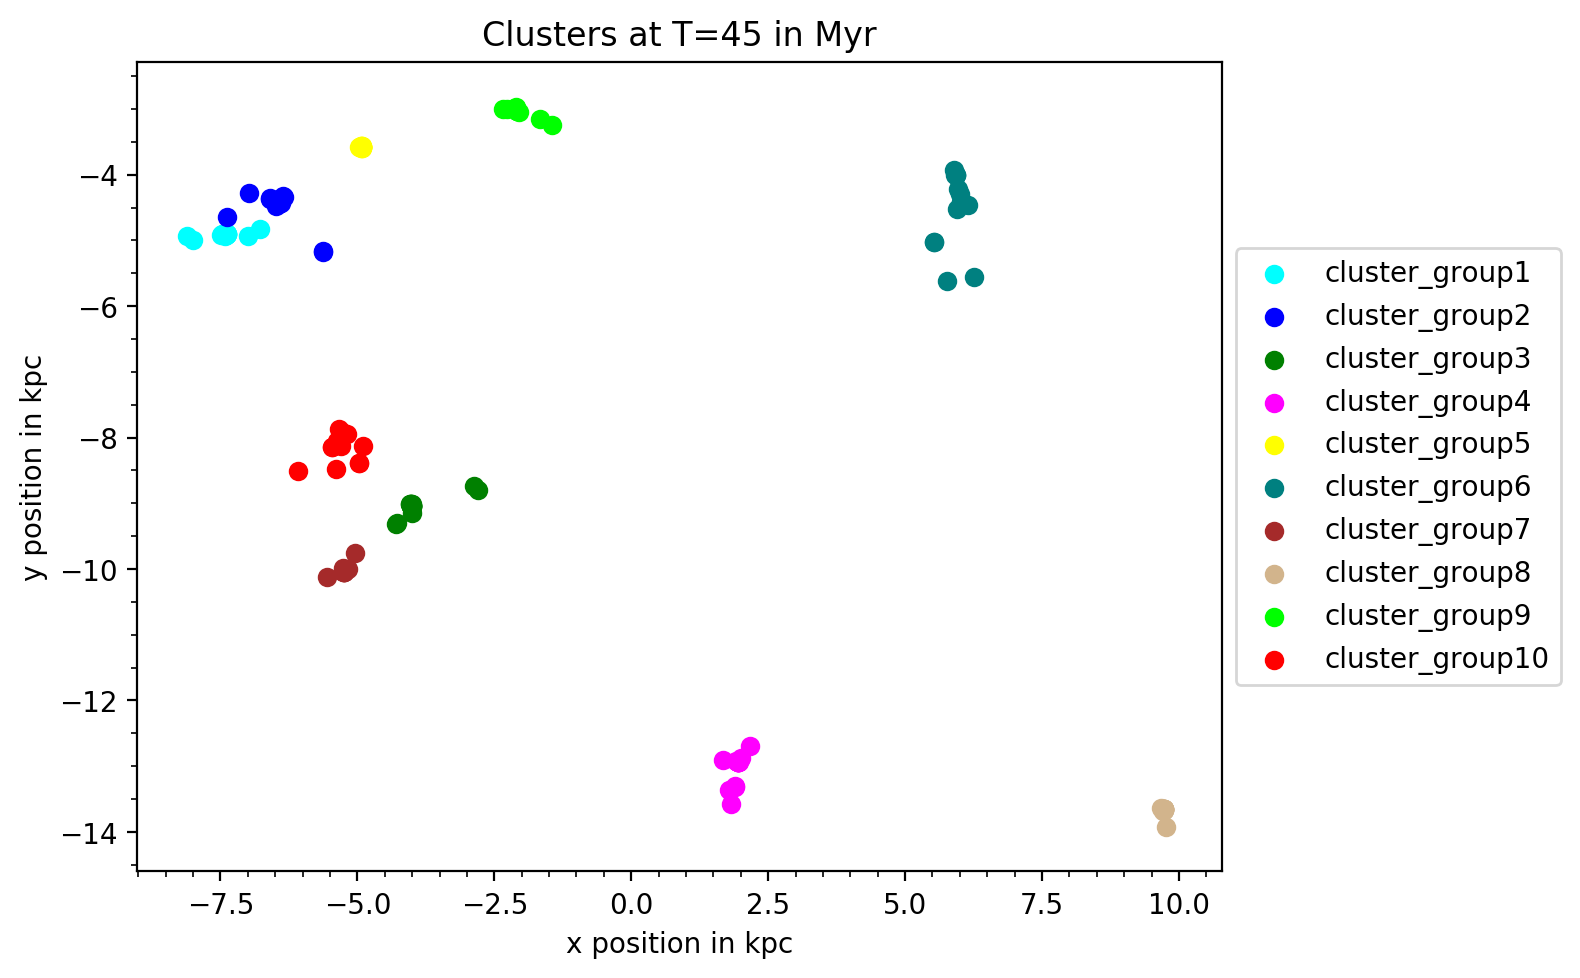 Clusters at T=45 in Myr
−4
−6
−8
−10
−12
−14
y position in kpc
−7.5 −5.0 −2.5 0.0 2.5 5.0 7.5 10.0
x position in kpc
cluster_group1
cluster_group2
cluster_group3
cluster_group4
cluster_group5
cluster_group6
cluster_group7
cluster_group8
cluster_group9
cluster_group10